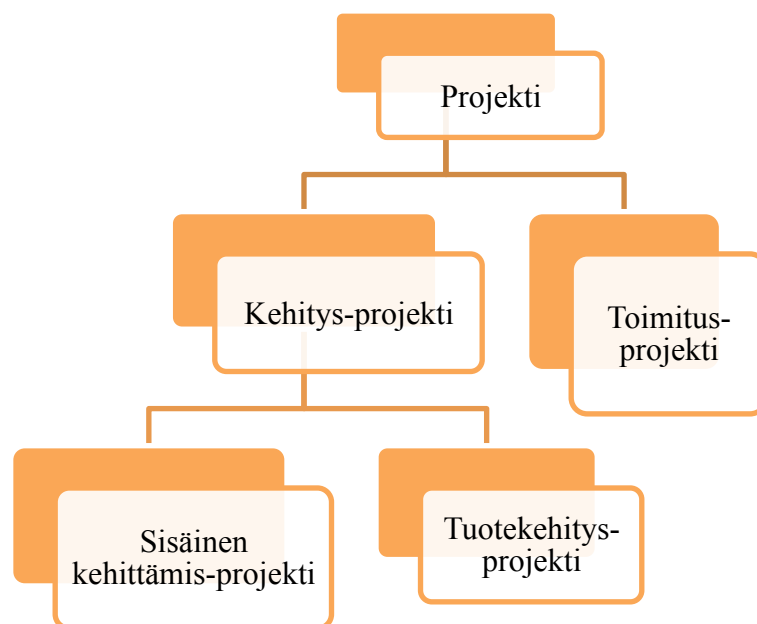 Projekti
Kehitys-projekti
Toimitus-
projekti
Sisäinen
kehittämis-projekti
Tuotekehitys-
projekti